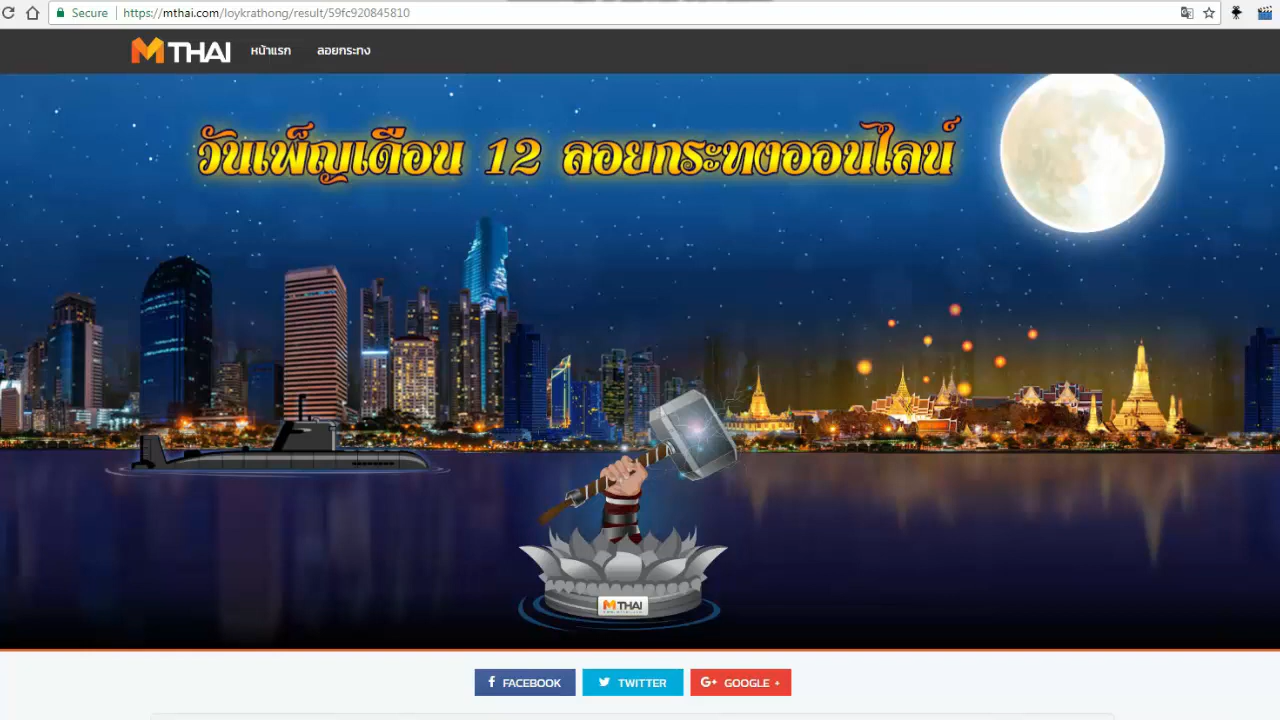 Secure https://mthai.com/loykrathong/result/59fc920845810
MTHAI หน้าแรก ลอยกระทง
วันเพ็ญเดือน 12 ลอยกระทงออนไลน์
MTHAI
FACEBOOK TWITTER G+ GOOGLE +